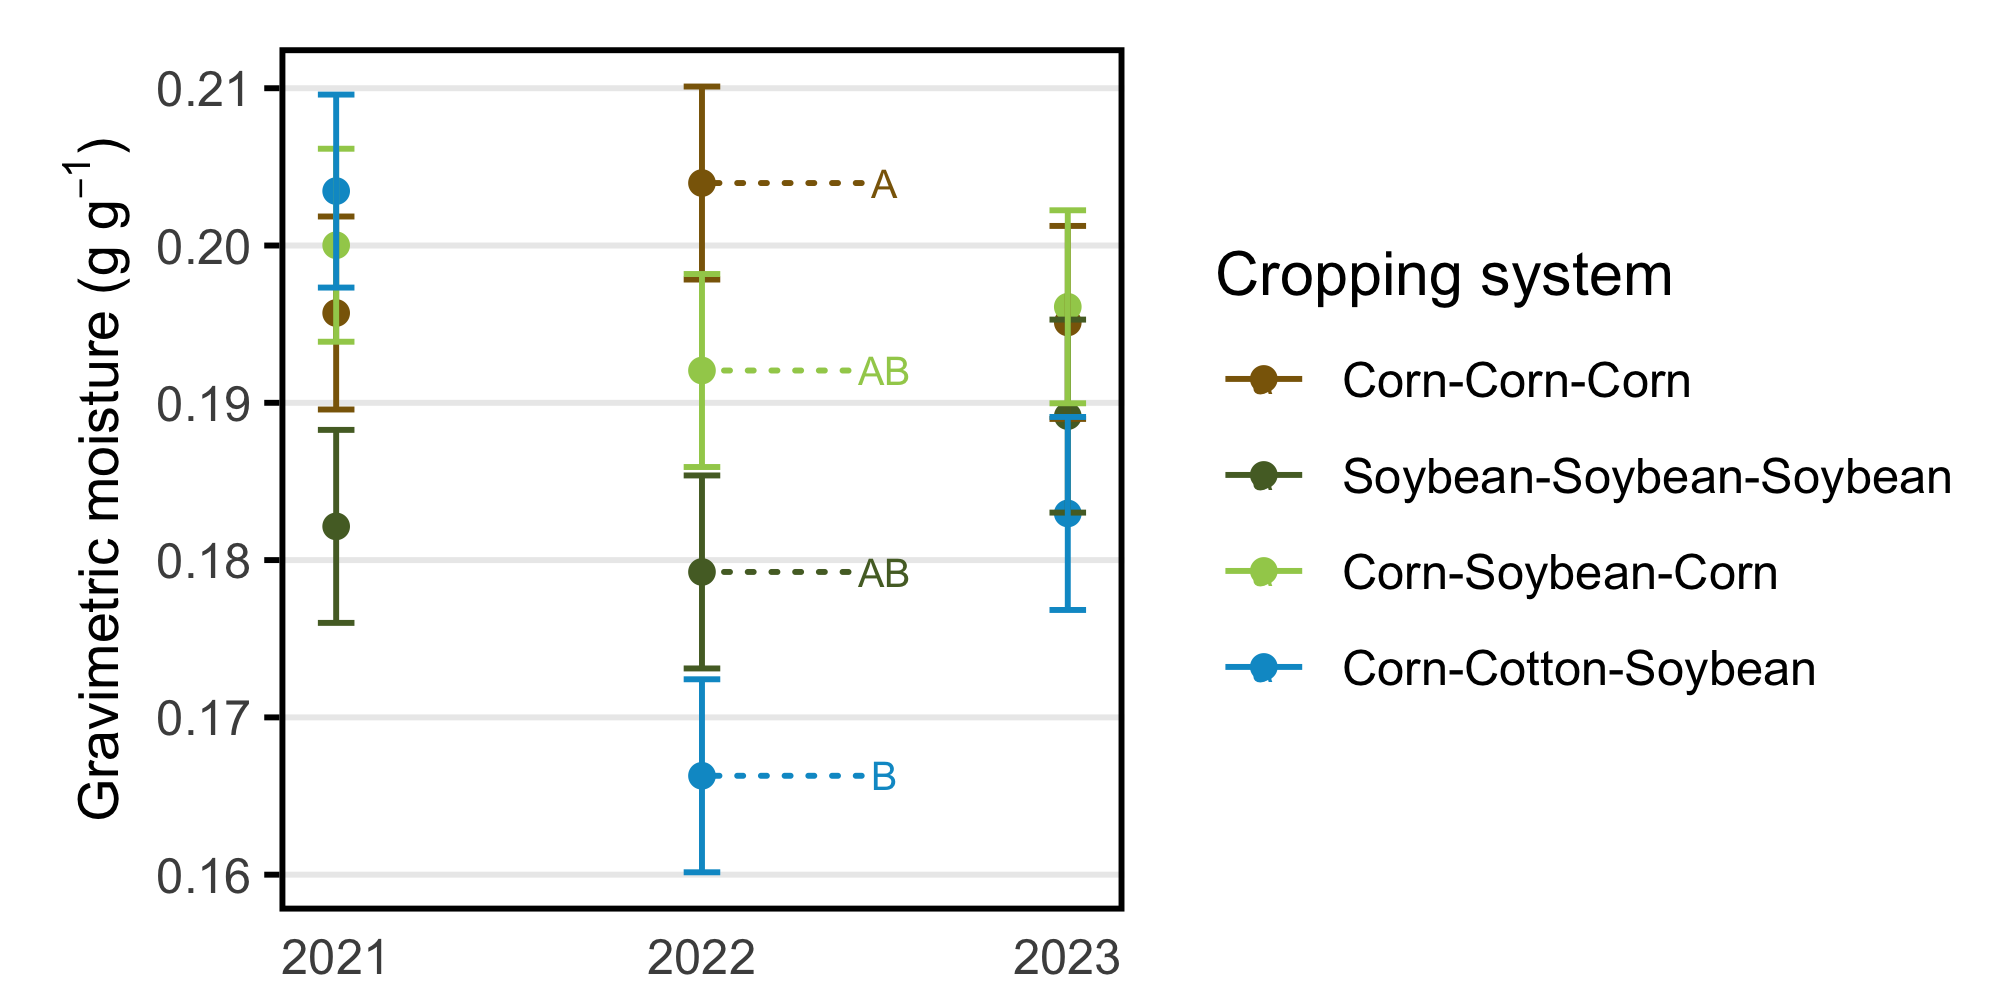 Gravimetric moisture (g g⁻¹)
0.21
0.20
0.19
0.18
0.17
0.16
2021 2022 2023
A
AB
AB
B
Cropping system
Corn-Corn-Corn
Soybean-Soybean-Soybean
Corn-Soybean-Corn
Corn-Cotton-Soybean